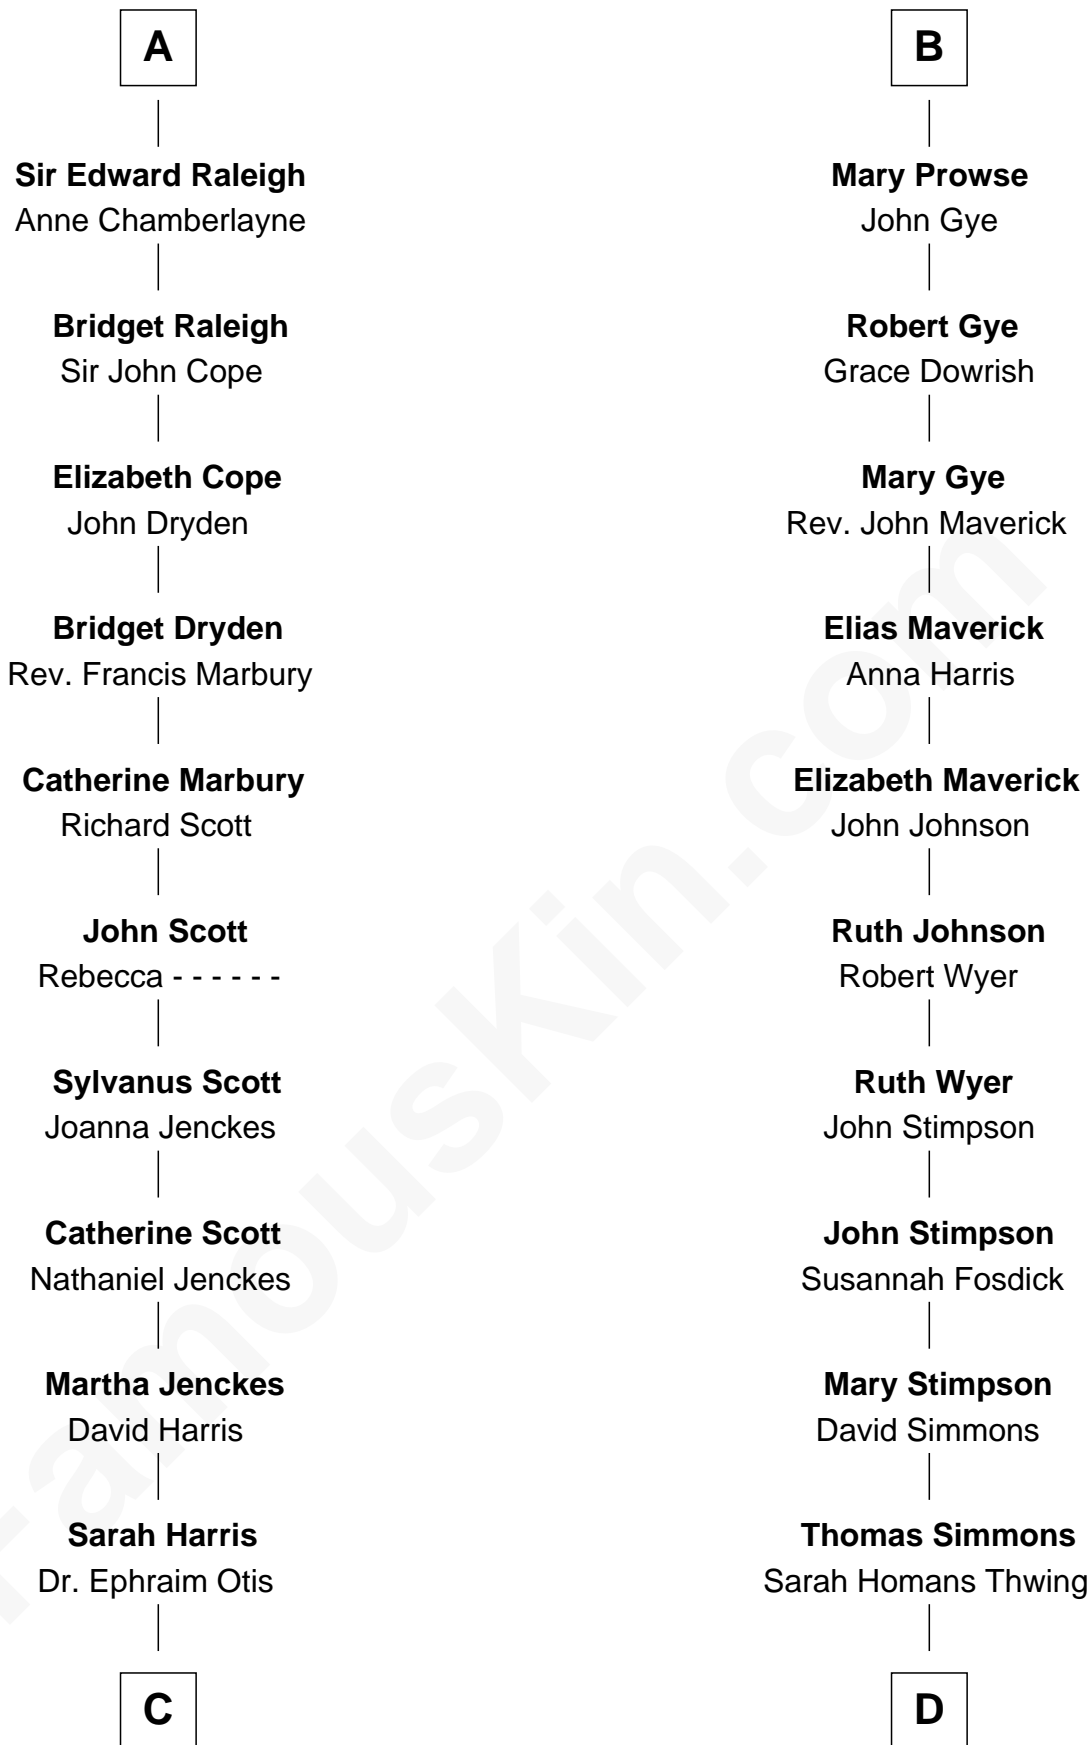 A
Sir Edward Raleigh
Anne Chamberlayne
Bridget Raleigh
Sir John Cope
Elizabeth Cope
John Dryden
Bridget Dryden
Rev. Francis Marbury
Catherine Marbury
Richard Scott
John Scott
Rebecca - - - - - -
Sylvanus Scott
Joanna Jenckes
Catherine Scott
Nathaniel Jenckes
Martha Jenckes
David Harris
Sarah Harris
Dr. Ephraim Otis
C
B
Mary Prowse
John Gye
Robert Gye
Grace Dowrish
Mary Gye
Rev. John Maverick
Elias Maverick
Anna Harris
Elizabeth Maverick
John Johnson
Ruth Johnson
Robert Wyer
Ruth Wyer
John Stimpson
John Stimpson
Susannah Fosdick
Mary Stimpson
David Simmons
Thomas Simmons
Sarah Homans Thwing
D
FamousKin.com